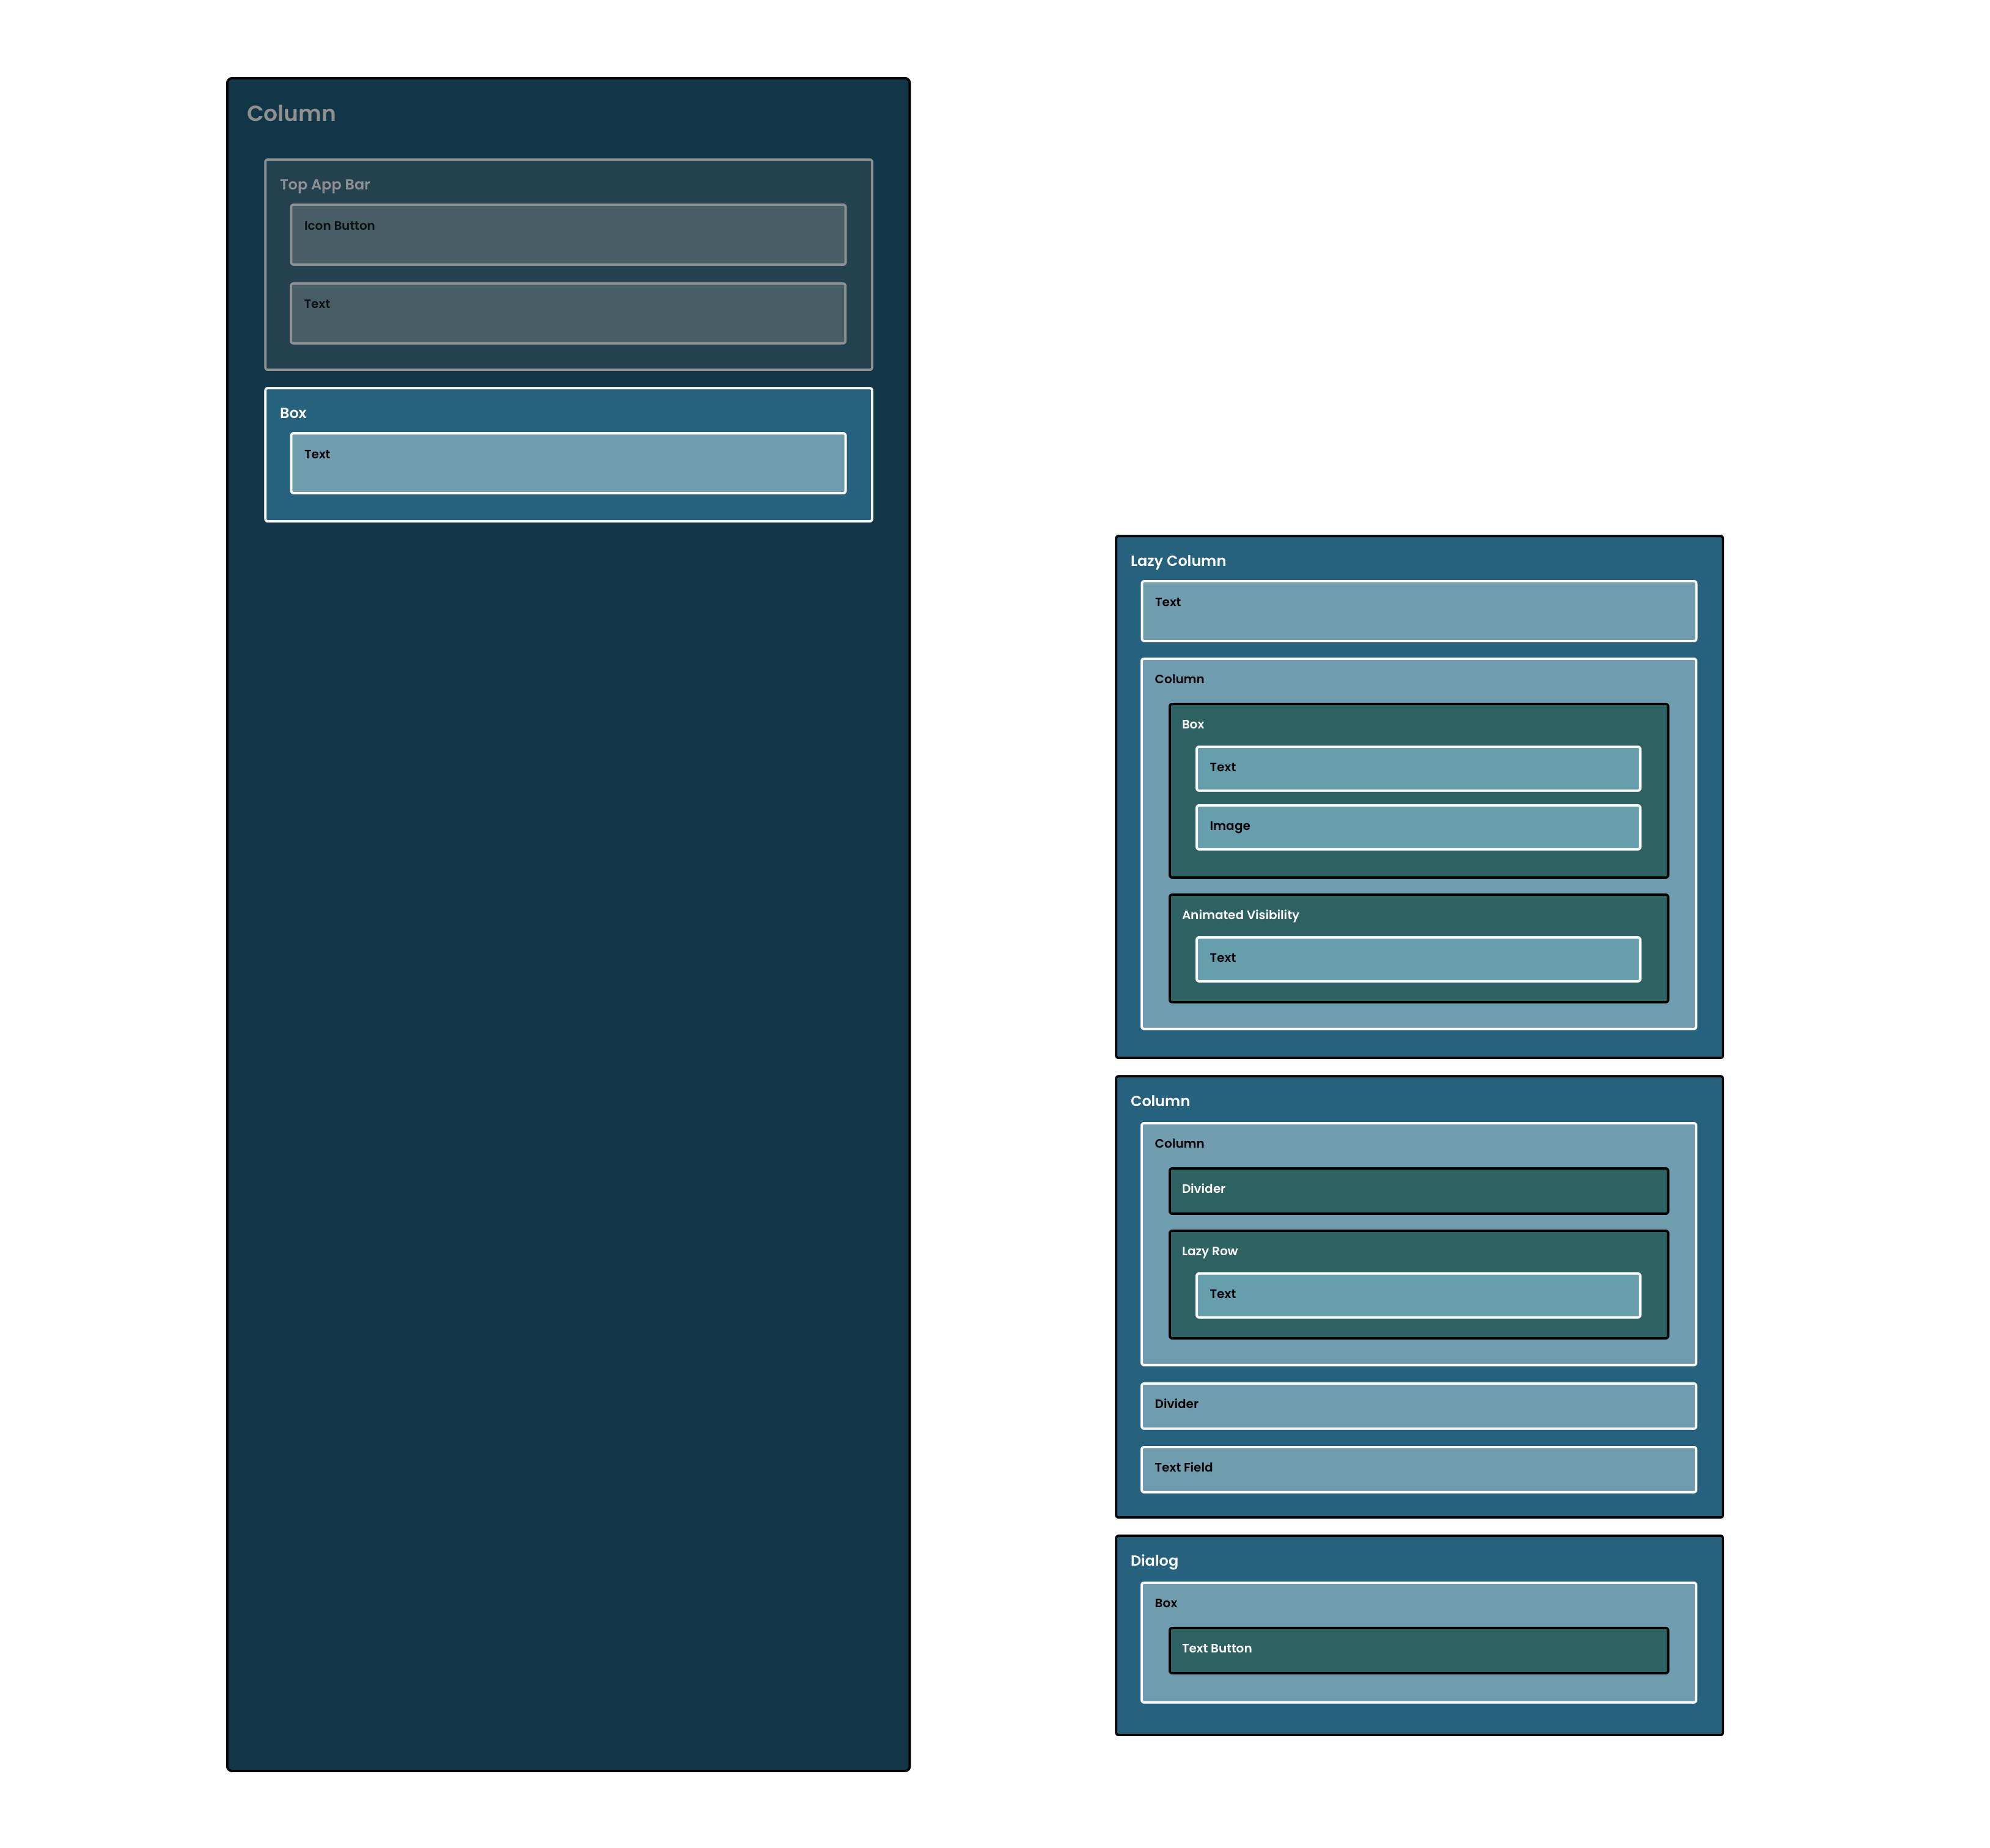 Column
Top App Bar
Icon Button
Text
Box
Text
Lazy Column
Text
Column
Box
Text
Image
Animated Visibility
Text
Column
Column
Divider
Lazy Row
Text
Divider
Text Field
Dialog
Box
Text Button